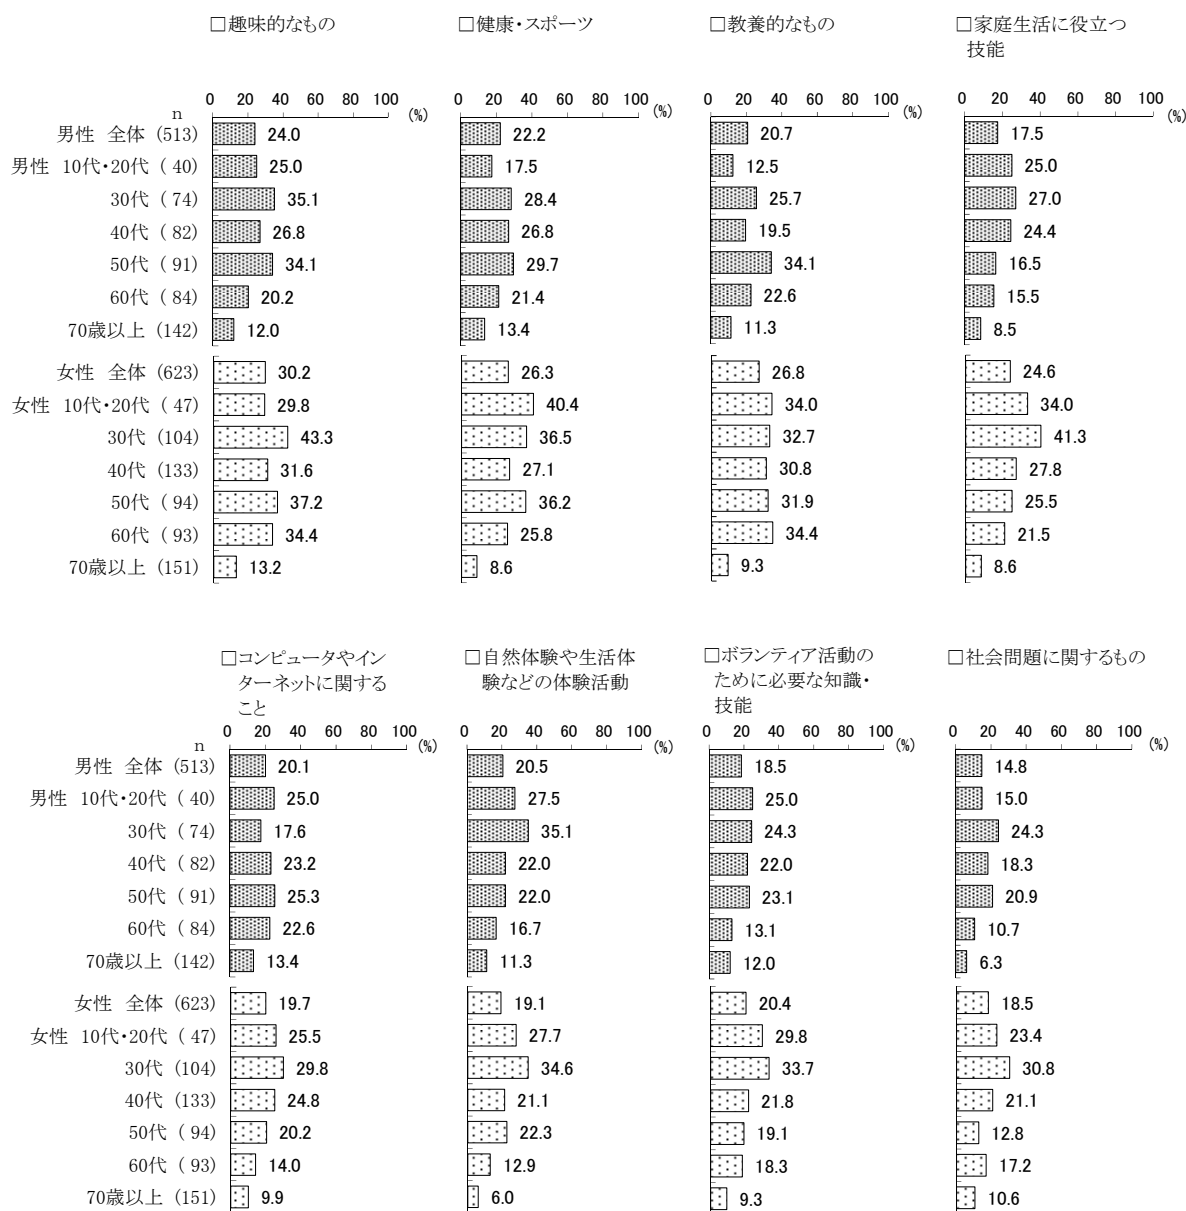 □趣味的なもの □健康・スポーツ □教養的なもの □家庭生活に役立つ
技能
0 20 40 60 80 100 (%) 0 20 40 60 80 100 (%) 0 20 40 60 80 100 (%) 0 20 40 60 80 100 (%)
n
男性 全体 (513) 24.0 22.2 20.7 17.5
男性 10代・20代 ( 40) 25.0 17.5 12.5 25.0
30代 ( 74) 35.1 28.4 25.7 27.0
40代 ( 82) 26.8 26.8 19.5 24.4
50代 ( 91) 34.1 29.7 34.1 16.5
60代 ( 84) 20.2 21.4 22.6 15.5
70歳以上 (142) 12.0 13.4 11.3 8.5
女性 全体 (623) 30.2 26.3 26.8 24.6
女性 10代・20代 ( 47) 29.8 40.4 34.0 34.0
30代 (104) 43.3 36.5 32.7 41.3
40代 (133) 31.6 27.1 30.8 27.8
50代 ( 94) 37.2 36.2 31.9 25.5
60代 ( 93) 34.4 25.8 34.4 21.5
70歳以上 (151) 13.2 8.6 9.3 8.6
□コンピュータやイン □自然体験や生活体 □ボランティア活動の □社会問題に関するもの
ターネットに関する 験などの体験活動 ために必要な知識・
こと 技能
0 20 40 60 80 100 (%) 0 20 40 60 80 100 (%) 0 20 40 60 80 100 (%) 0 20 40 60 80 100 (%)
n
男性 全体 (513) 20.1 20.5 18.5 14.8
男性 10代・20代 ( 40) 25.0 27.5 25.0 15.0
30代 ( 74) 17.6 35.1 24.3 24.3
40代 ( 82) 23.2 22.0 22.0 18.3
50代 ( 91) 25.3 22.0 23.1 20.9
60代 ( 84) 22.6 16.7 13.1 10.7
70歳以上 (142) 13.4 11.3 12.0 6.3
女性 全体 (623) 19.7 19.1 20.4 18.5
女性 10代・20代 ( 47) 25.5 27.7 29.8 23.4
30代 (104) 29.8 34.6 33.7 30.8
40代 (133) 24.8 21.1 21.8 21.1
50代 ( 94) 20.2 22.3 19.1 12.8
60代 ( 93) 14.0 12.9 18.3 17.2
70歳以上 (151) 9.9 6.0 9.3 10.6